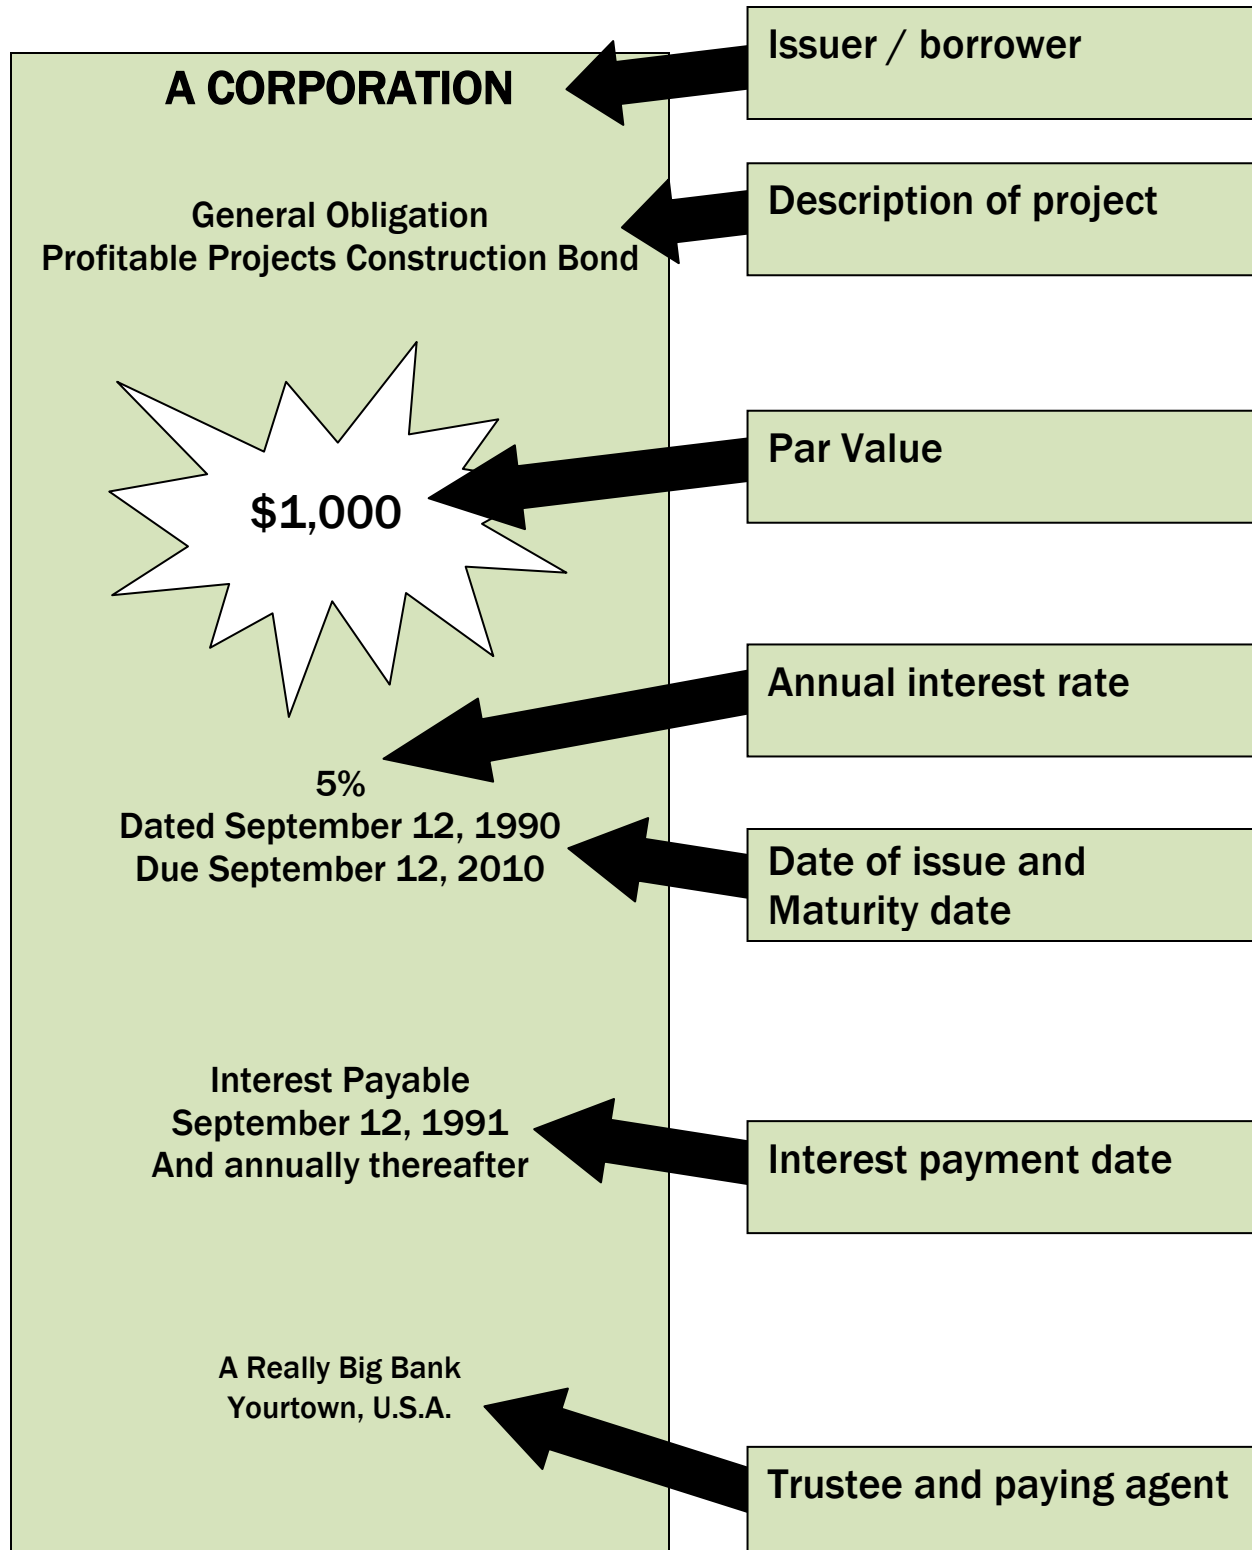 Issuer / borrower
A CORPORATION
Description of project
General Obligation
Profitable Projects Construction Bond
Par Value
$1,000
Annual interest rate
5%
Dated September 12, 1990
Due September 12, 2010
Date of issue and
Maturity date
Interest Payable
September 12, 1991
And annually thereafter
Interest payment date
A Really Big Bank
Yourtown, U.S.A.
Trustee and paying agent